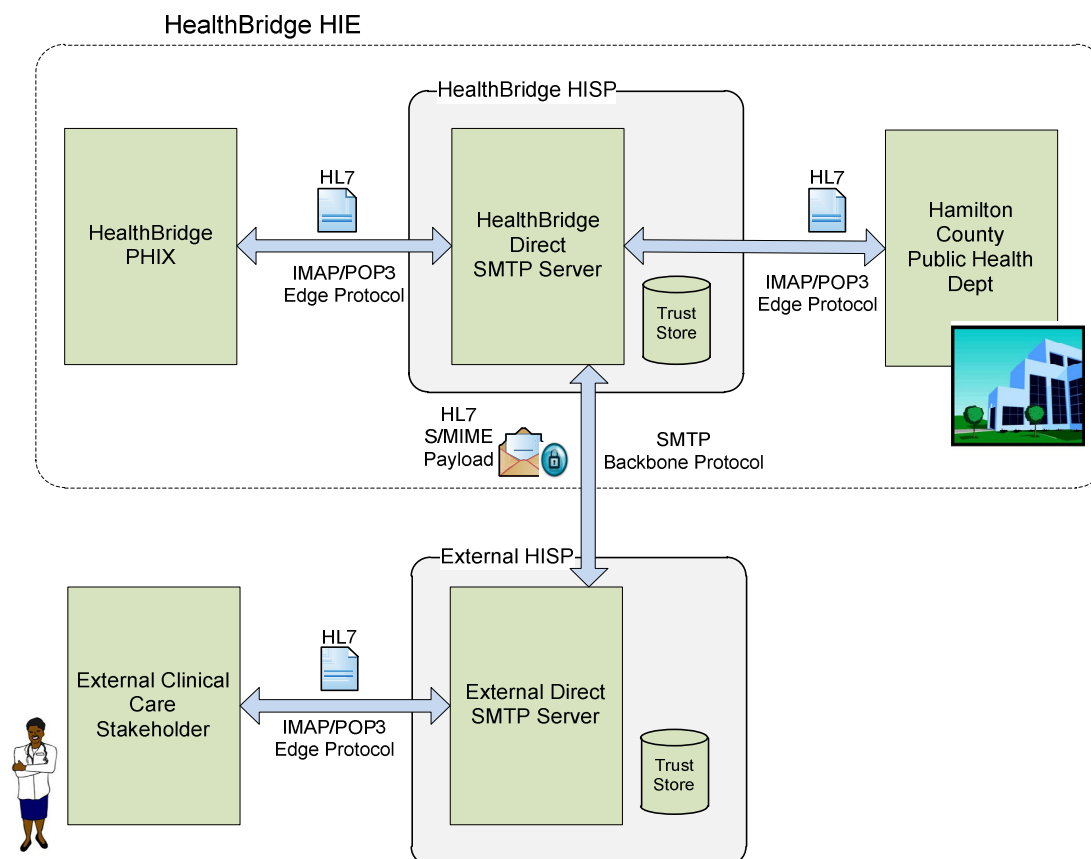 HealthBridge HIE
HealthBridge HISP
HealthBridge
PHIX
HL7
IMAP/POP3
Edge Protocol
HealthBridge
Direct
SMTP Server
Trust
Store
HL7
IMAP/POP3
Edge Protocol
Hamilton
County
Public Health
Dept
HL7
S/MIME
Payload
SMTP
Backbone Protocol
External HISP
External Clinical
Care
Stakeholder
HL7
IMAP/POP3
Edge Protocol
External Direct
SMTP Server
Trust
Store